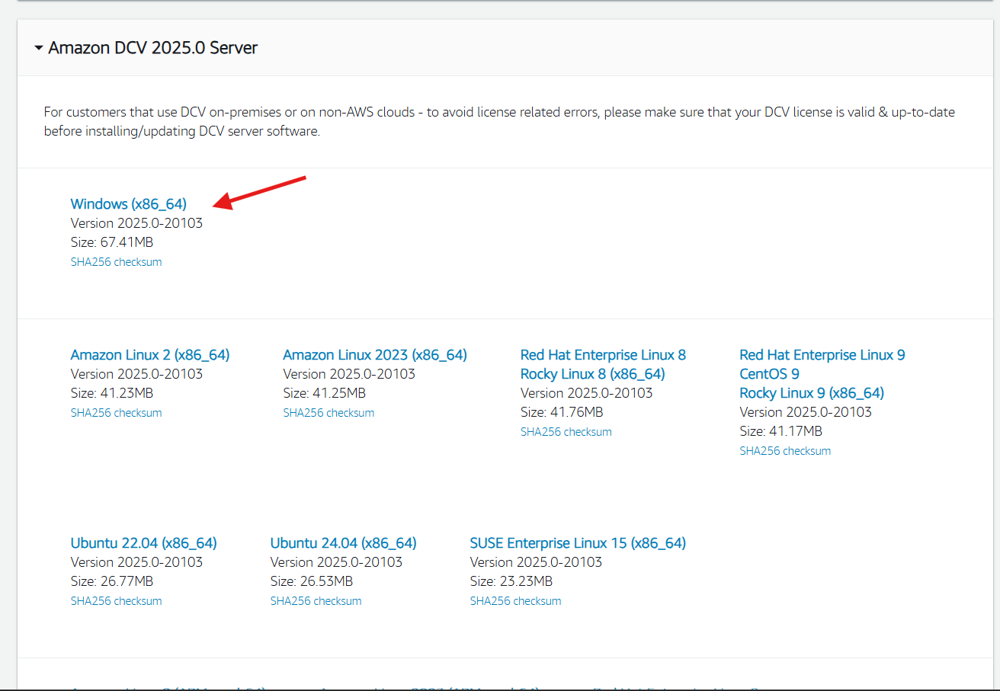 Amazon DCV 2025.0 Server
For customers that use DCV on-premises or on non-AWS clouds - to avoid license related errors, please make sure that your DCV license is valid & up-to-date
before installing/updating DCV server software.
Windows (x86_64)
Version 2025.0-20103
Size: 67.41MB
SHA256 checksum
Amazon Linux 2 (x86_64)
Version 2025.0-20103
Size: 41.23MB
SHA256 checksum
Amazon Linux 2023 (x86_64)
Version 2025.0-20103
Size: 41.25MB
SHA256 checksum
Red Hat Enterprise Linux 8
Rocky Linux 8 (x86_64)
Version 2025.0-20103
Size: 41.76MB
SHA256 checksum
Red Hat Enterprise Linux 9
CentOS 9
Rocky Linux 9 (x86_64)
Version 2025.0-20103
Size: 41.17MB
SHA256 checksum
Ubuntu 22.04 (x86_64)
Version 2025.0-20103
Size: 26.77MB
SHA256 checksum
Ubuntu 24.04 (x86_64)
Version 2025.0-20103
Size: 26.53MB
SHA256 checksum
SUSE Enterprise Linux 15 (x86_64)
Version 2025.0-20103
Size: 23.23MB
SHA256 checksum